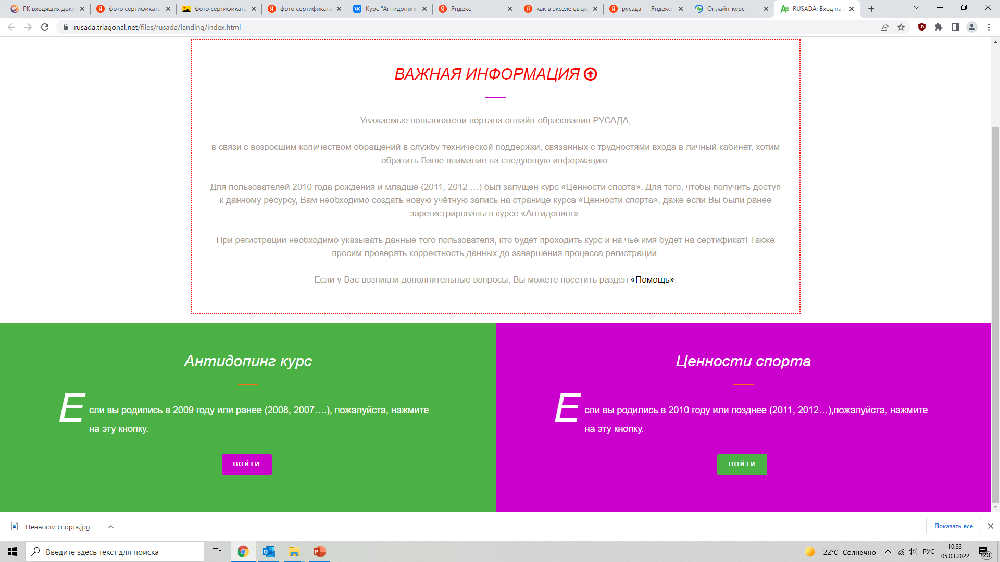 РК входящих доку
фото сертификата
фото сертификата
фото сертификата
Курс "Антидопинг
Яндекс
как в экселе выде
русада — Яндекс:
Онлайн-курс
RUSADA: Вход на
rusada.triagonal.net/files/rusada/landing/index.html
ВАЖНАЯ ИНФОРМАЦИЯ
Уважаемые пользователи портала онлайн-образования РУСАДА,
в связи с возросшим количеством обращений в службу технической поддержки, связанных с трудностями входа в личный кабинет, хотим
обратить Ваше внимание на следующую информацию:
Для пользователей 2010 года рождения и младше (2011, 2012 …) был запущен курс «Ценности спорта». Для того, чтобы получить доступ
к данному ресурсу, Вам необходимо создать новую учётную запись на странице курса «Ценности спорта», даже если Вы были ранее
зарегистрированы в курсе «Антидопинг».
При регистрации необходимо указывать данные того пользователя, кто будет проходить курс и на чье имя будет на сертификат! Также
просим проверять корректность данных до завершения процесса регистрации.
Если у Вас возникли дополнительные вопросы, Вы можете посетить раздел «Помощь».
Антидопинг курс
Если вы родились в 2009 году или ранее (2008, 2007….), пожалуйста, нажмите
на эту кнопку.
ВОЙТИ
Ценности спорта
Если вы родились в 2010 году или позднее (2011, 2012…),пожалуйста, нажмите
на эту кнопку.
ВОЙТИ
Ценности спорта.jpg
Показать все
Введите здесь текст для поиска
-22°C Солнечно
РУС
10:33
05.03.2022
20